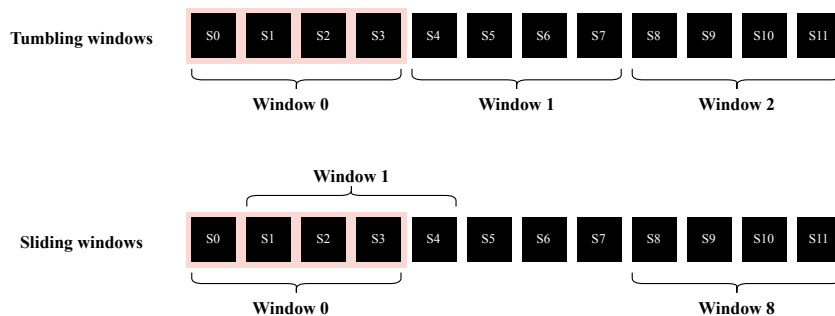 Tumbling windows
S0 S1 S2 S3 S4 S5 S6 S7 S8 S9 S10 S11
Window 0 Window 1 Window 2
Window 1
Sliding windows
S0 S1 S2 S3 S4 S5 S6 S7 S8 S9 S10 S11
Window 0 Window 8